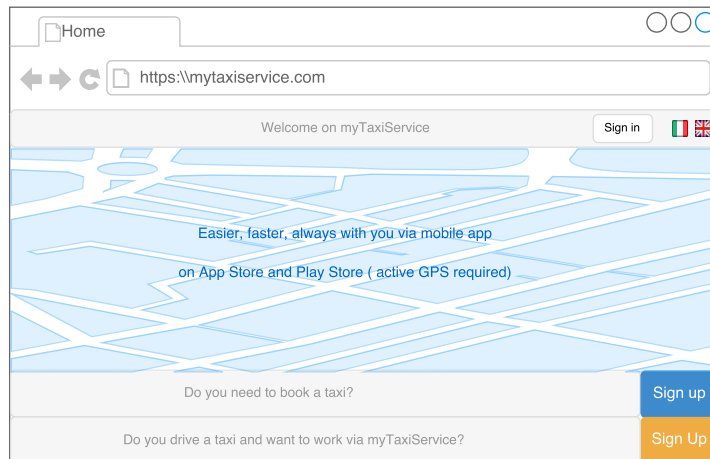 Home
https:\\mytaxiservice.com
Welcome on myTaxiService
Sign in
Easier, faster, always with you via mobile app
on App Store and Play Store ( active GPS required)
Do you need to book a taxi?
Sign up
Do you drive a taxi and want to work via myTaxiService?
Sign Up